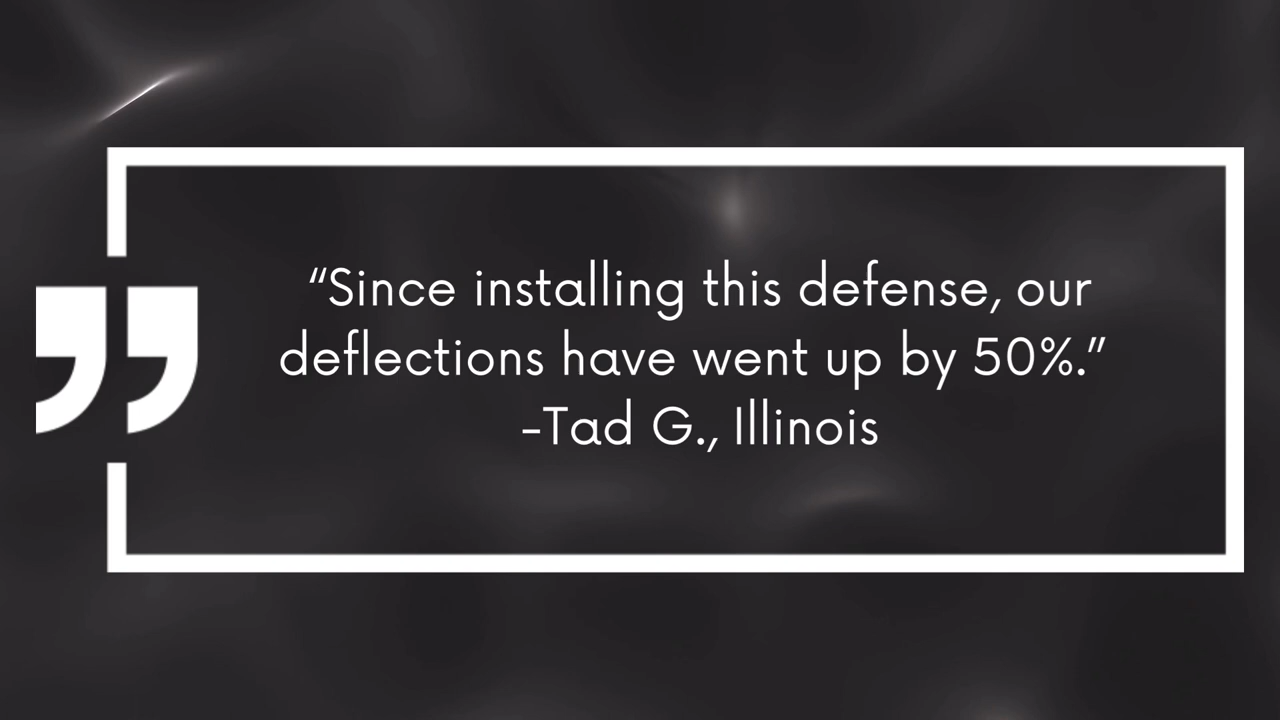 “Since installing this defense, our
deflections have went up by 50%.”
-Tad G., Illinois